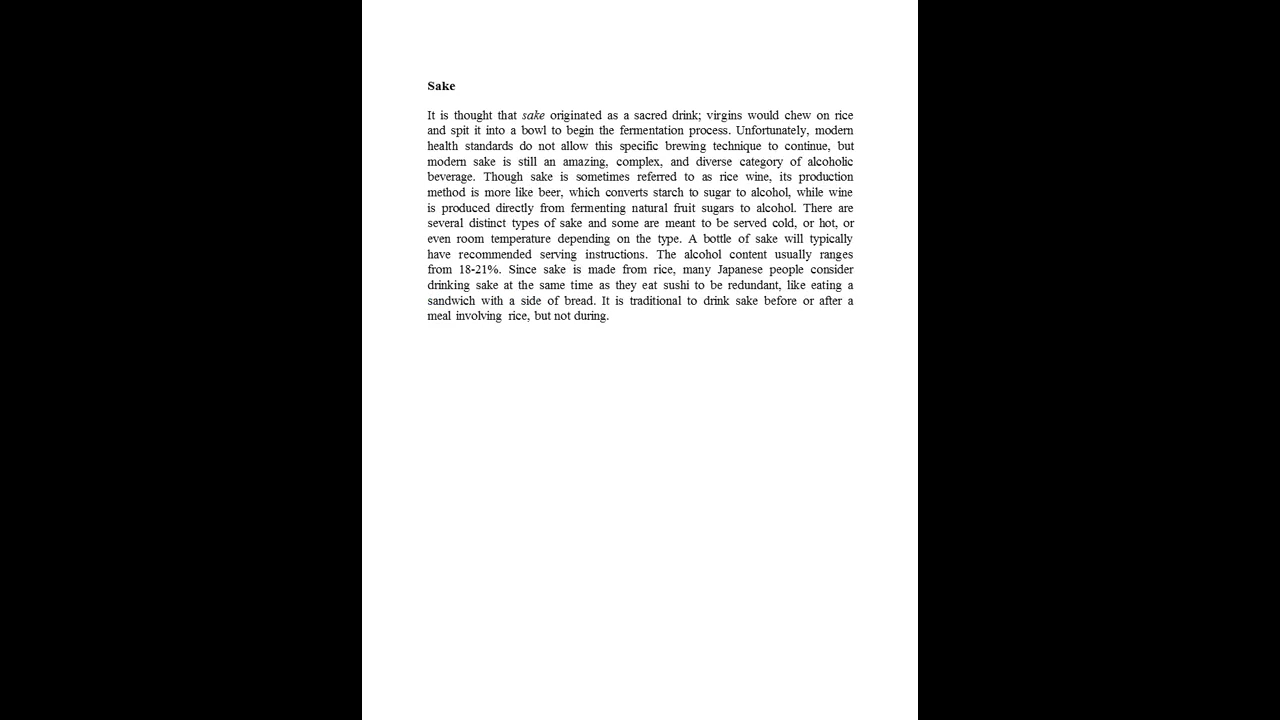 Sake
It is thought that sake originated as a sacred drink; virgins would chew on rice
and spit it into a bowl to begin the fermentation process. Unfortunately, modern
health standards do not allow this specific brewing technique to continue, but
modern sake is still an amazing, complex, and diverse category of alcoholic
beverage. Though sake is sometimes referred to as rice wine, its production
method is more like beer, which converts starch to sugar to alcohol, while wine
is produced directly from fermenting natural fruit sugars to alcohol. There are
several distinct types of sake and some are meant to be served cold, or hot, or
even room temperature depending on the type. A bottle of sake will typically
have recommended serving instructions. The alcohol content usually ranges
from 18-21%. Since sake is made from rice, many Japanese people consider
drinking sake at the same time as they eat sushi to be redundant, like eating a
sandwich with a side of bread. It is traditional to drink sake before or after a
meal involving rice, but not during.